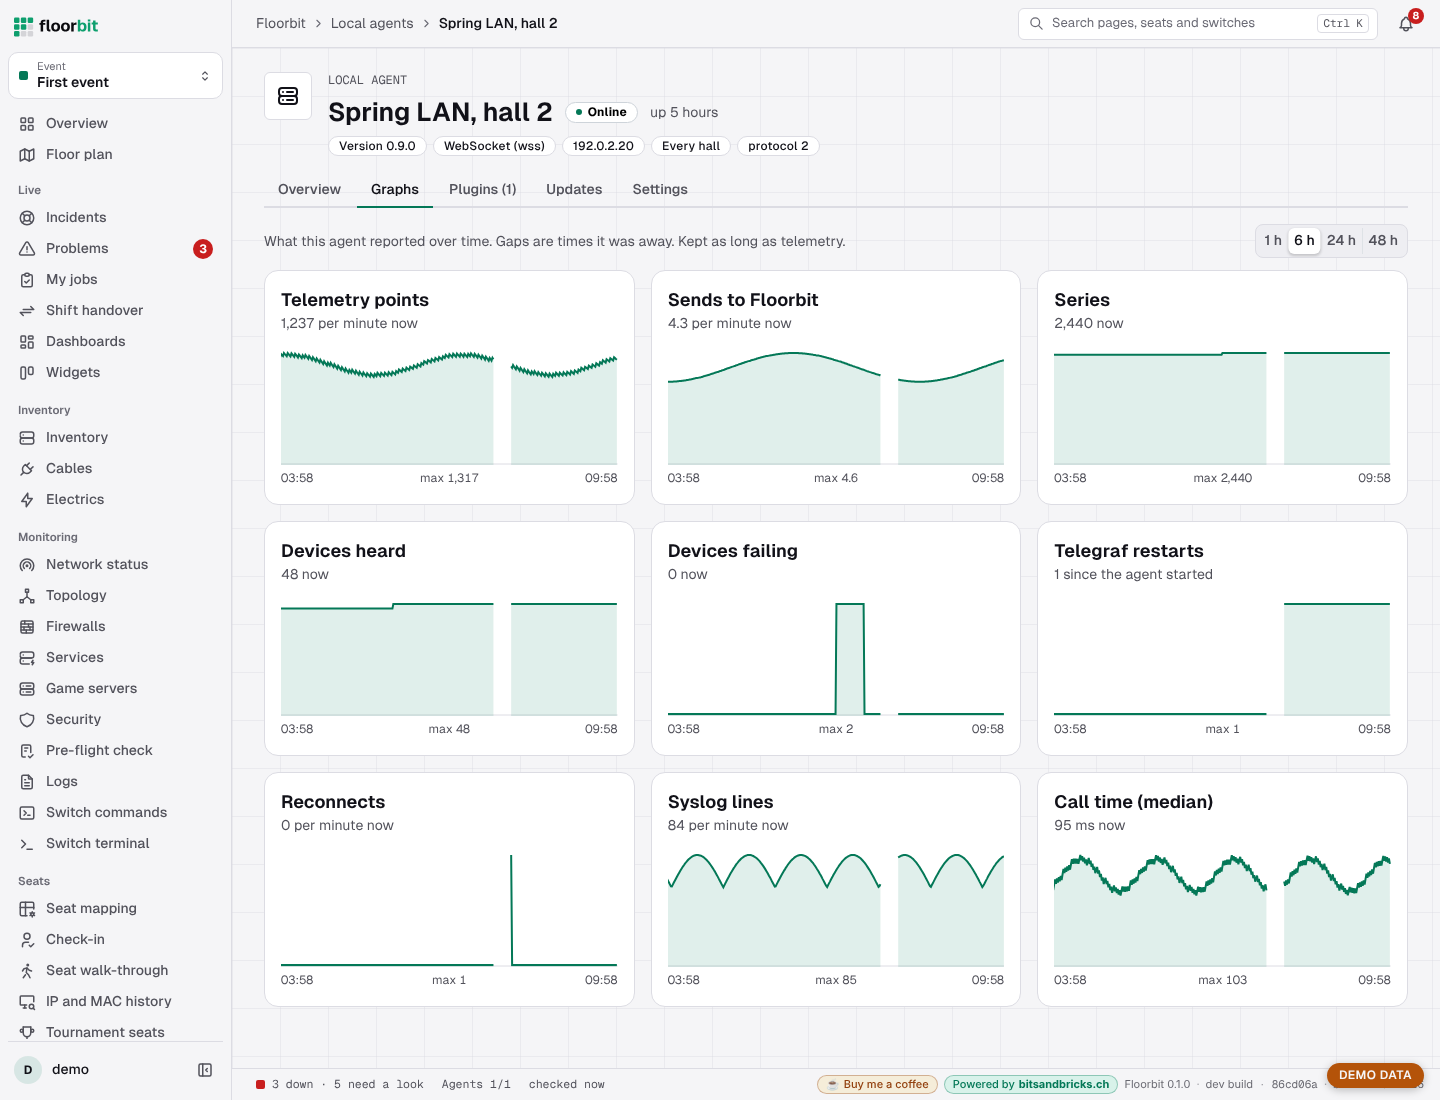 floorbit
Event
First event
Overview
Floor plan
Live
Incidents
Problems 3
My jobs
Shift handover
Dashboards
Widgets
Inventory
Inventory
Cables
Electrics
Monitoring
Network status
Topology
Firewalls
Services
Game servers
Security
Pre-flight check
Logs
Switch commands
Switch terminal
Seats
Seat mapping
Check-in
Seat walk-through
IP and MAC history
Tournament seats
D demo
Floorbit > Local agents > Spring LAN, hall 2
Search pages, seats and switches Ctrl K
8
LOCAL AGENT
Spring LAN, hall 2 Online up 5 hours
Version 0.9.0 WebSocket (wss) 192.0.2.20 Every hall protocol 2
Overview Graphs Plugins (1) Updates Settings
What this agent reported over time. Gaps are times it was away. Kept as long as telemetry.
1 h 6 h 24 h 48 h
Telemetry points
1,237 per minute now
03:58 max 1,317 09:58
Sends to Floorbit
4.3 per minute now
03:58 max 4.6 09:58
Series
2,440 now
03:58 max 2,440 09:58
Devices heard
48 now
03:58 max 48 09:58
Devices failing
0 now
03:58 max 2 09:58
Telegraf restarts
1 since the agent started
03:58 max 1 09:58
Reconnects
0 per minute now
03:58 max 1 09:58
Syslog lines
84 per minute now
03:58 max 85 09:58
Call time (median)
95 ms now
03:58 max 103 09:58
3 down · 5 need a look Agents 1/1 checked now
☕ Buy me a coffee Powered by bitsandbricks.ch Floorbit 0.1.0 · dev build · 86cd06a ·
DEMO DATA